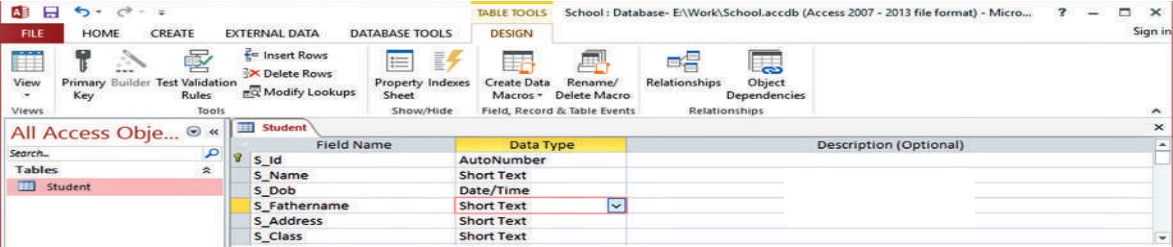 TABLE TOOLS School : Database- E:\Work\School.accdb (Access 2007 - 2013 file format) - Micro... ?
FILE HOME CREATE EXTERNAL DATA DATABASE TOOLS DESIGN Sign in
View
Primary Key
Builder
Test Validation Rules
Insert Rows
Delete Rows
Modify Lookups
Property Sheet
Indexes
Create Data Macros
Rename/ Delete Macro
Relationships
Object Dependencies
Views Tools Show/Hide Field, Record & Table Events Relationships
All Access Obje... «
Search...
Tables
Student
Student
Field Name Data Type Description (Optional)
S_Id AutoNumber
S_Name Short Text
S_Dob Date/Time
S_Fathername Short Text
S_Address Short Text
S_Class Short Text